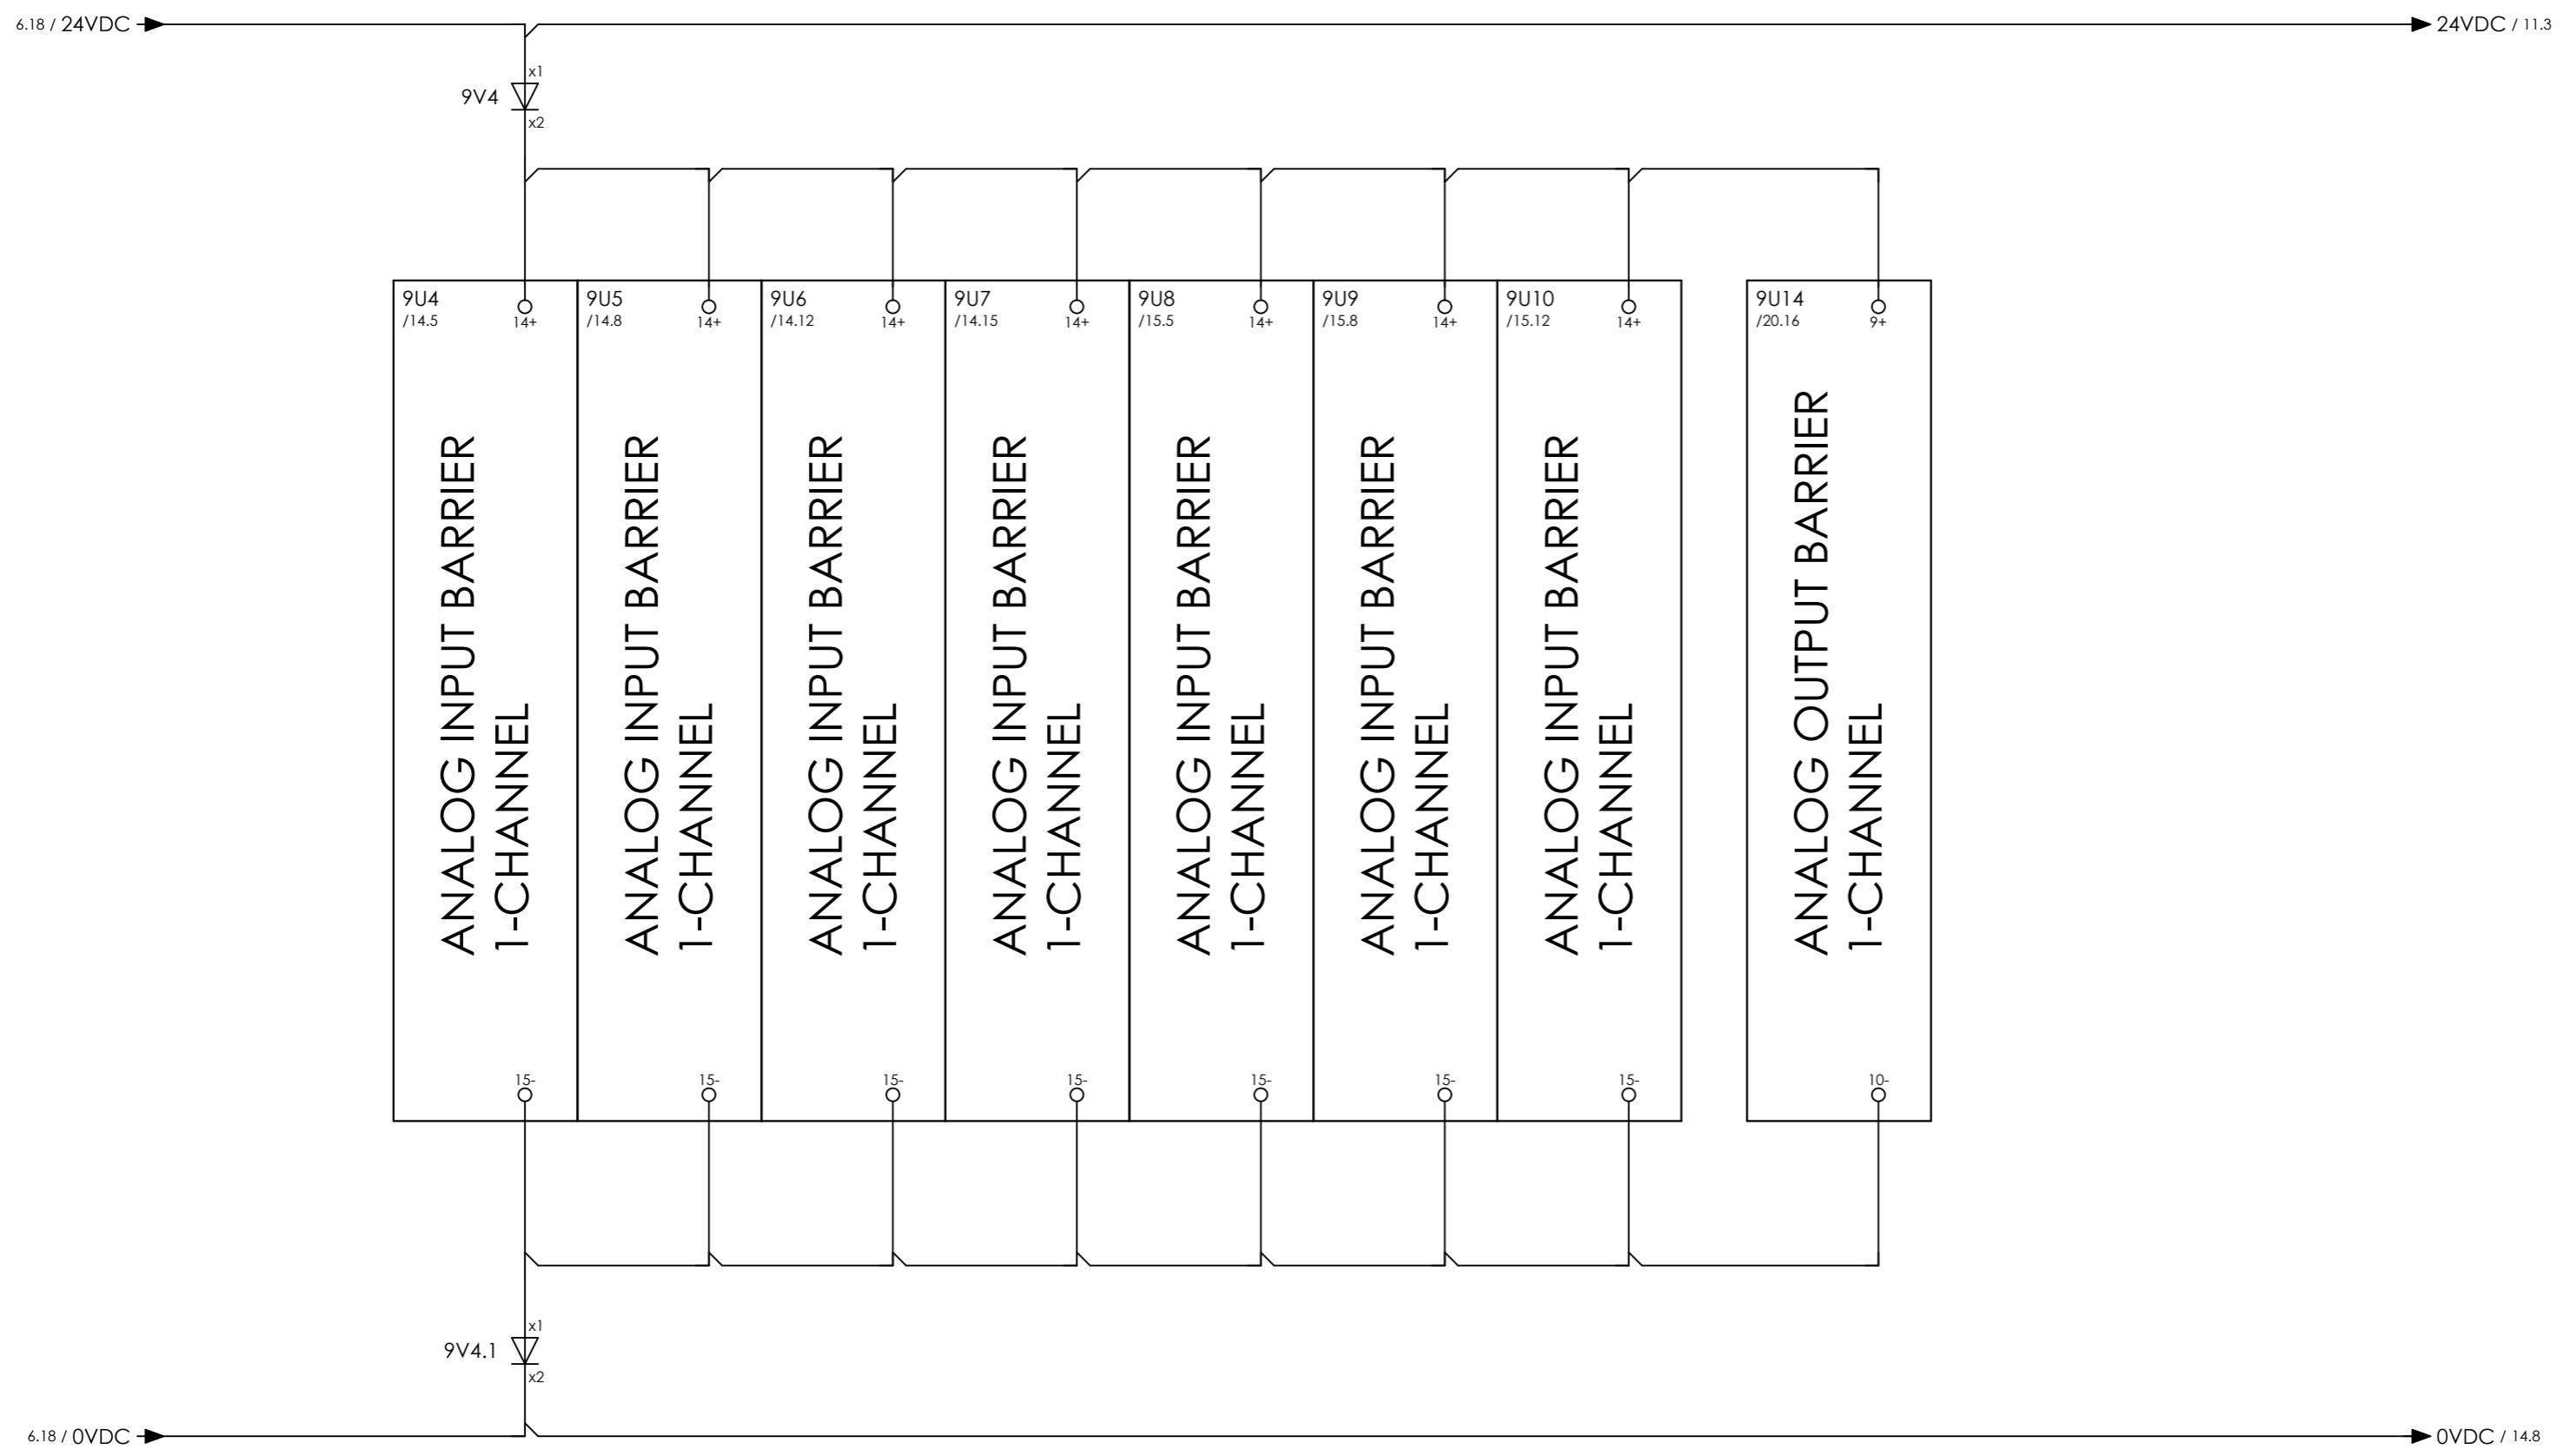 6.18 / 24VDC
24VDC / 11.3
x1
9V4
x2
9U4
/14.5
14+
ANALOG INPUT BARRIER
1-CHANNEL
15-
9U5
/14.8
14+
ANALOG INPUT BARRIER
1-CHANNEL
15-
9U6
/14.12
14+
ANALOG INPUT BARRIER
1-CHANNEL
15-
9U7
/14.15
14+
ANALOG INPUT BARRIER
1-CHANNEL
15-
9U8
/15.5
14+
ANALOG INPUT BARRIER
1-CHANNEL
15-
9U9
/15.8
14+
ANALOG INPUT BARRIER
1-CHANNEL
15-
9U10
/15.12
14+
ANALOG INPUT BARRIER
1-CHANNEL
15-
9U14
/20.16
9+
ANALOG OUTPUT BARRIER
1-CHANNEL
10-
x1
9V4.1
x2
6.18 / 0VDC
0VDC / 14.8